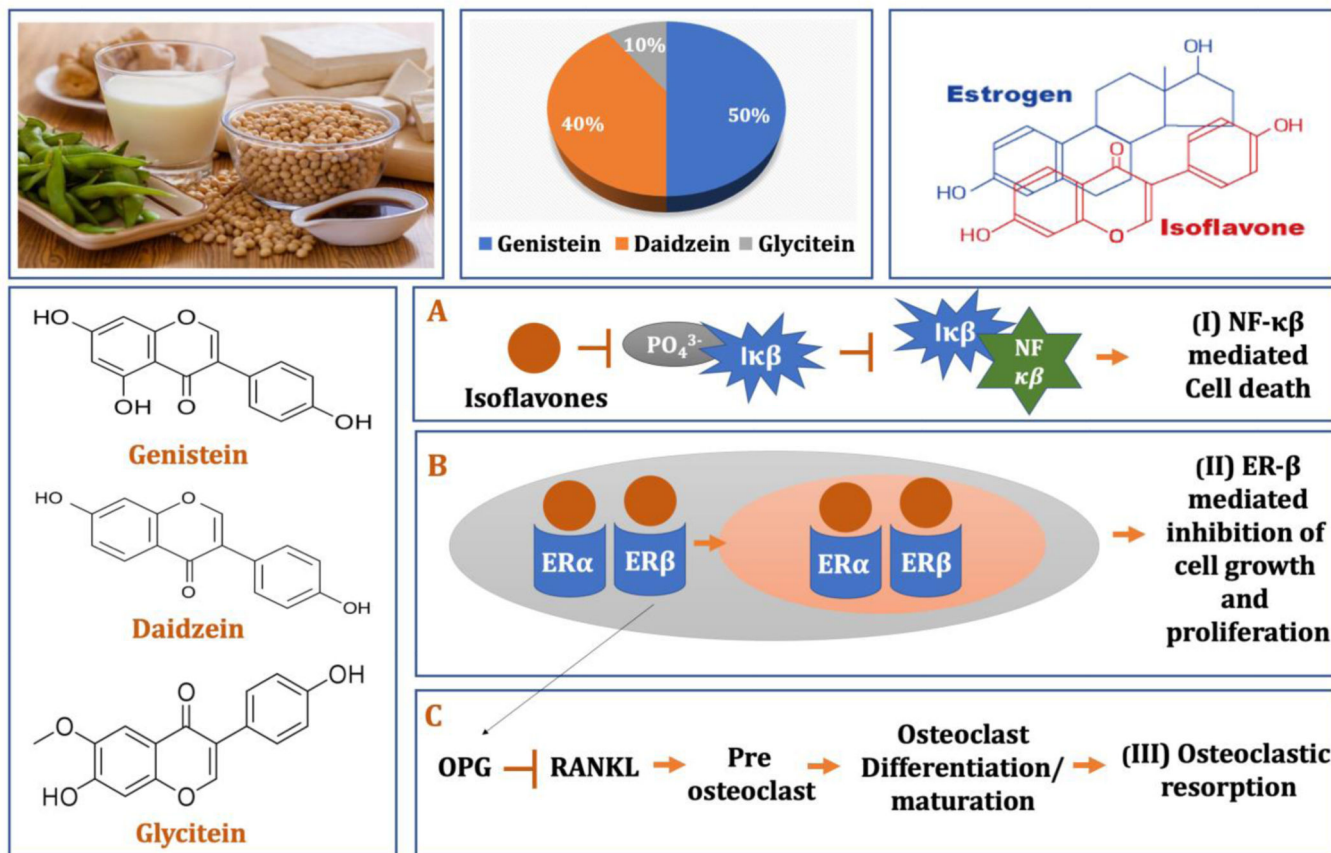 10%
40%
50%
Genistein Daidzein Glycitein
OH
Estrogen
OH
O
HO
HO
O
Isoflavone
HO
O
OH
O
OH
Genistein
HO
O
O
OH
Daidzein
OH
O
O
HO
O
Glycitein
A
Isoflavones
PO₄³⁻
Iκβ
Iκβ
NF
κβ
(I) NF-κβ
mediated
Cell death
B
ERα
ERβ
ERα
ERβ
(II) ER-β
mediated
inhibition of
cell growth
and
proliferation
C
OPG
RANKL
Pre
osteoclast
Osteoclast
Differentiation/
maturation
(III) Osteoclastic
resorption